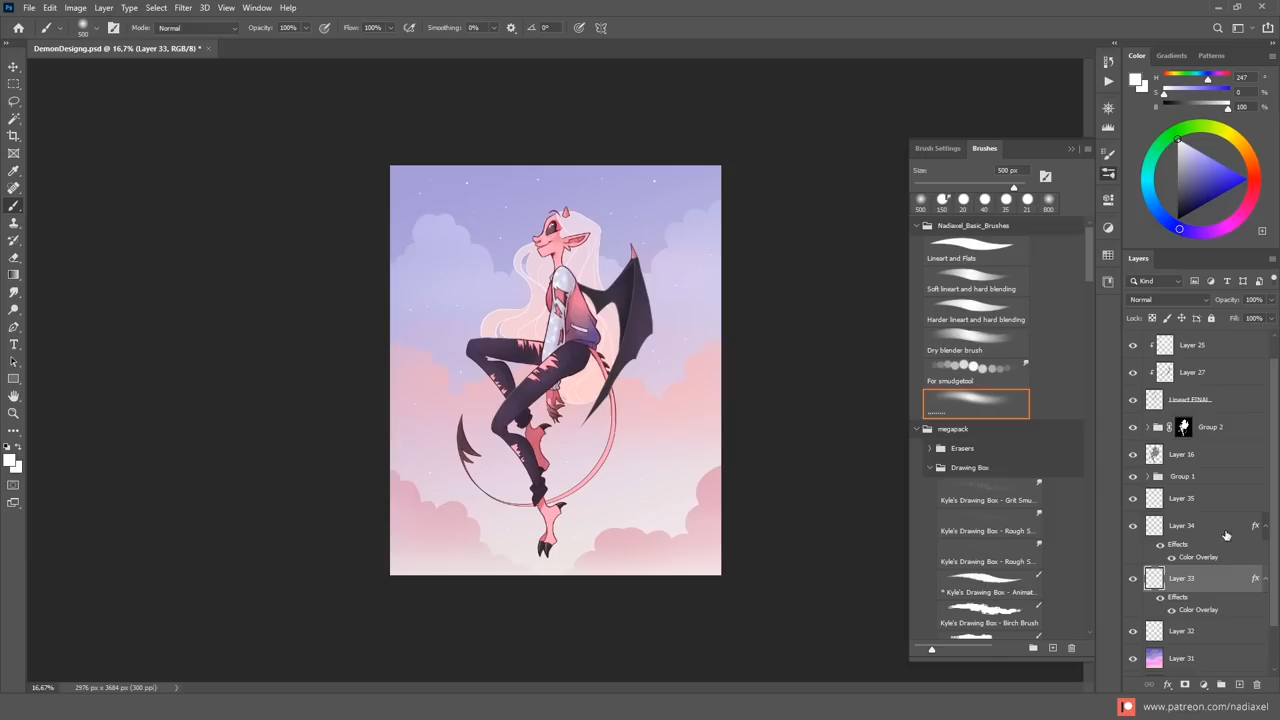 Ps File Edit Image Layer Type Select Filter 3D View Window Help
500 Mode: Normal Opacity: 100% Flow: 100% Smoothing: 0% 0°
DemonDesigng.psd @ 16,7% (Layer 33, RGB/8) * ×
Color Gradients Patterns
H 247 °
S 0 %
B 100 %
Brush Settings Brushes
Size: 500 px
500 150 20 40 35 21 800
Nadiaxel_Basic_Brushes
Lineart and Flats
Soft lineart and hard blending
Harder lineart and hard blending
Dry blender brush
For smudgetool
,,,,,,,,,
megapack
Erasers
Drawing Box
Kyle's Drawing Box - Grit Smu...
Kyle's Drawing Box - Rough S...
Kyle's Drawing Box - Rough S...
* Kyle's Drawing Box - Animat...
Kyle's Drawing Box - Birch Brush
Layers
Kind
Normal Opacity: 100%
Lock: Fill: 100%
Layer 25
Layer 27
Lineart FINAL
Group 2
Layer 16
Group 1
Layer 35
Layer 34 fx
Effects
Color Overlay
Layer 33 fx
Effects
Color Overlay
Layer 32
Layer 31
fx
16.67% 2976 px x 3684 px (300 ppi)
www.patreon.com/nadiaxel